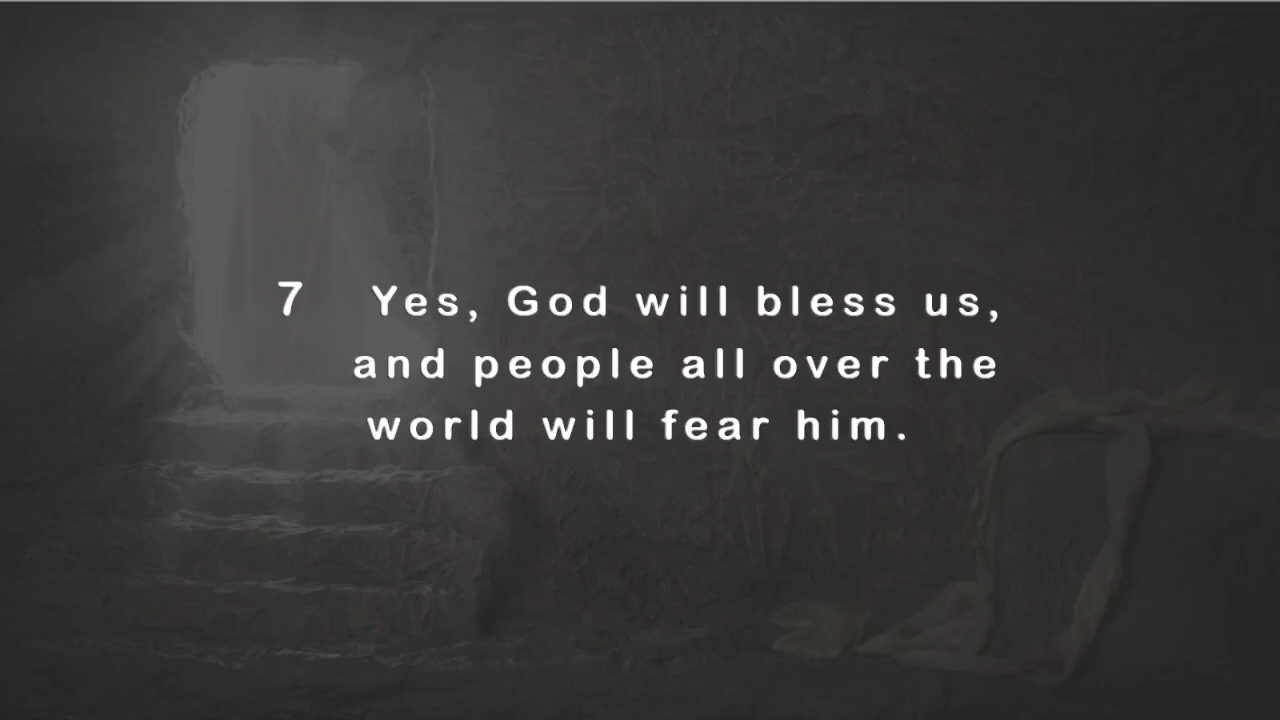 7 Yes, God will bless us,
and people all over the
world will fear him.